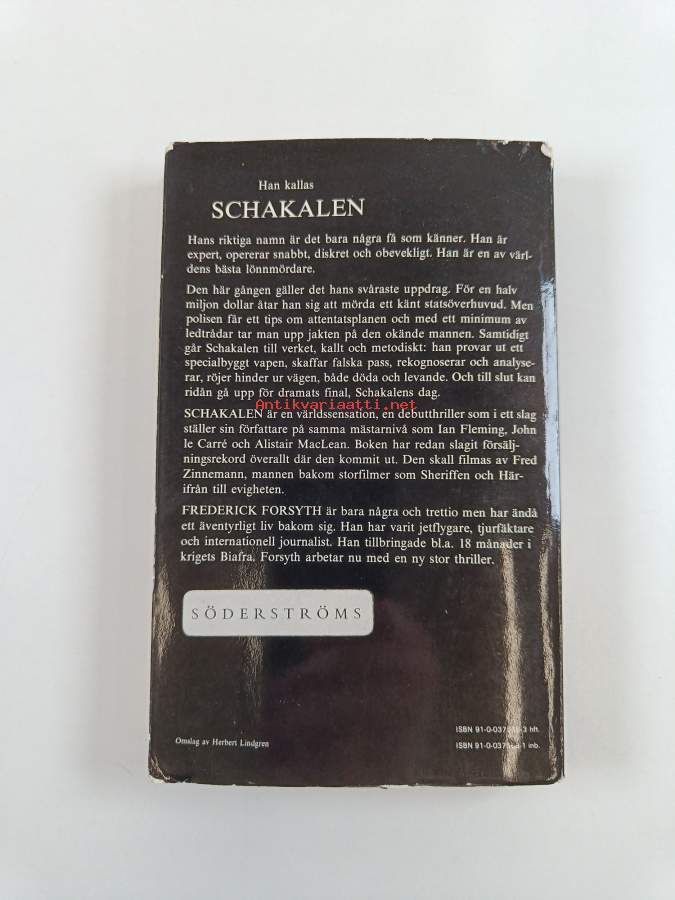 Han kallas
SCHAKALEN
Hans riktiga namn är det bara några få som känner. Han är
expert, opererar snabbt, diskret och obevekligt. Han är en av värl-
dens bästa lönnmördare.
Den här gången gäller det hans svåraste uppdrag. För en halv
miljon dollar åtar han sig att mörda ett känt statsöverhuvud. Men
polisen får ett tips om attentatsplanen och med ett minimum av
ledtrådar tar man upp jakten på den okände mannen. Samtidigt
går Schakalen till verket, kallt och metodiskt: han provar ut ett
specialbyggt vapen, skaffar falska pass, rekognoserar och analyse-
rar, röjer hinder ur vägen, både döda och levande. Och till slut kan
ridån gå upp för dramats final, Schakalens dag.
Antikvariaatti.net
SCHAKALEN är en världssensation, en debutthriller som i ett slag
ställer sin författare på samma mästarnivå som Ian Fleming, John
le Carré och Alistair MacLean. Boken har redan slagit försälj-
ningsrekord överallt där den kommit ut. Den skall filmas av Fred
Zinnemann, mannen bakom storfilmer som Sheriffen och Här-
ifrån till evigheten.
FREDERICK FORSYTH är bara några och trettio men har ändå
ett äventyrligt liv bakom sig. Han har varit jetflygare, tjurfäktare
och internationell journalist. Han tillbringade bl.a. 18 månader i
krigets Biafra. Forsyth arbetar nu med en ny stor thriller.
SÖDERSTRÖMS
Omslag av Herbert Lindgren
ISBN hft.
ISBN inb.